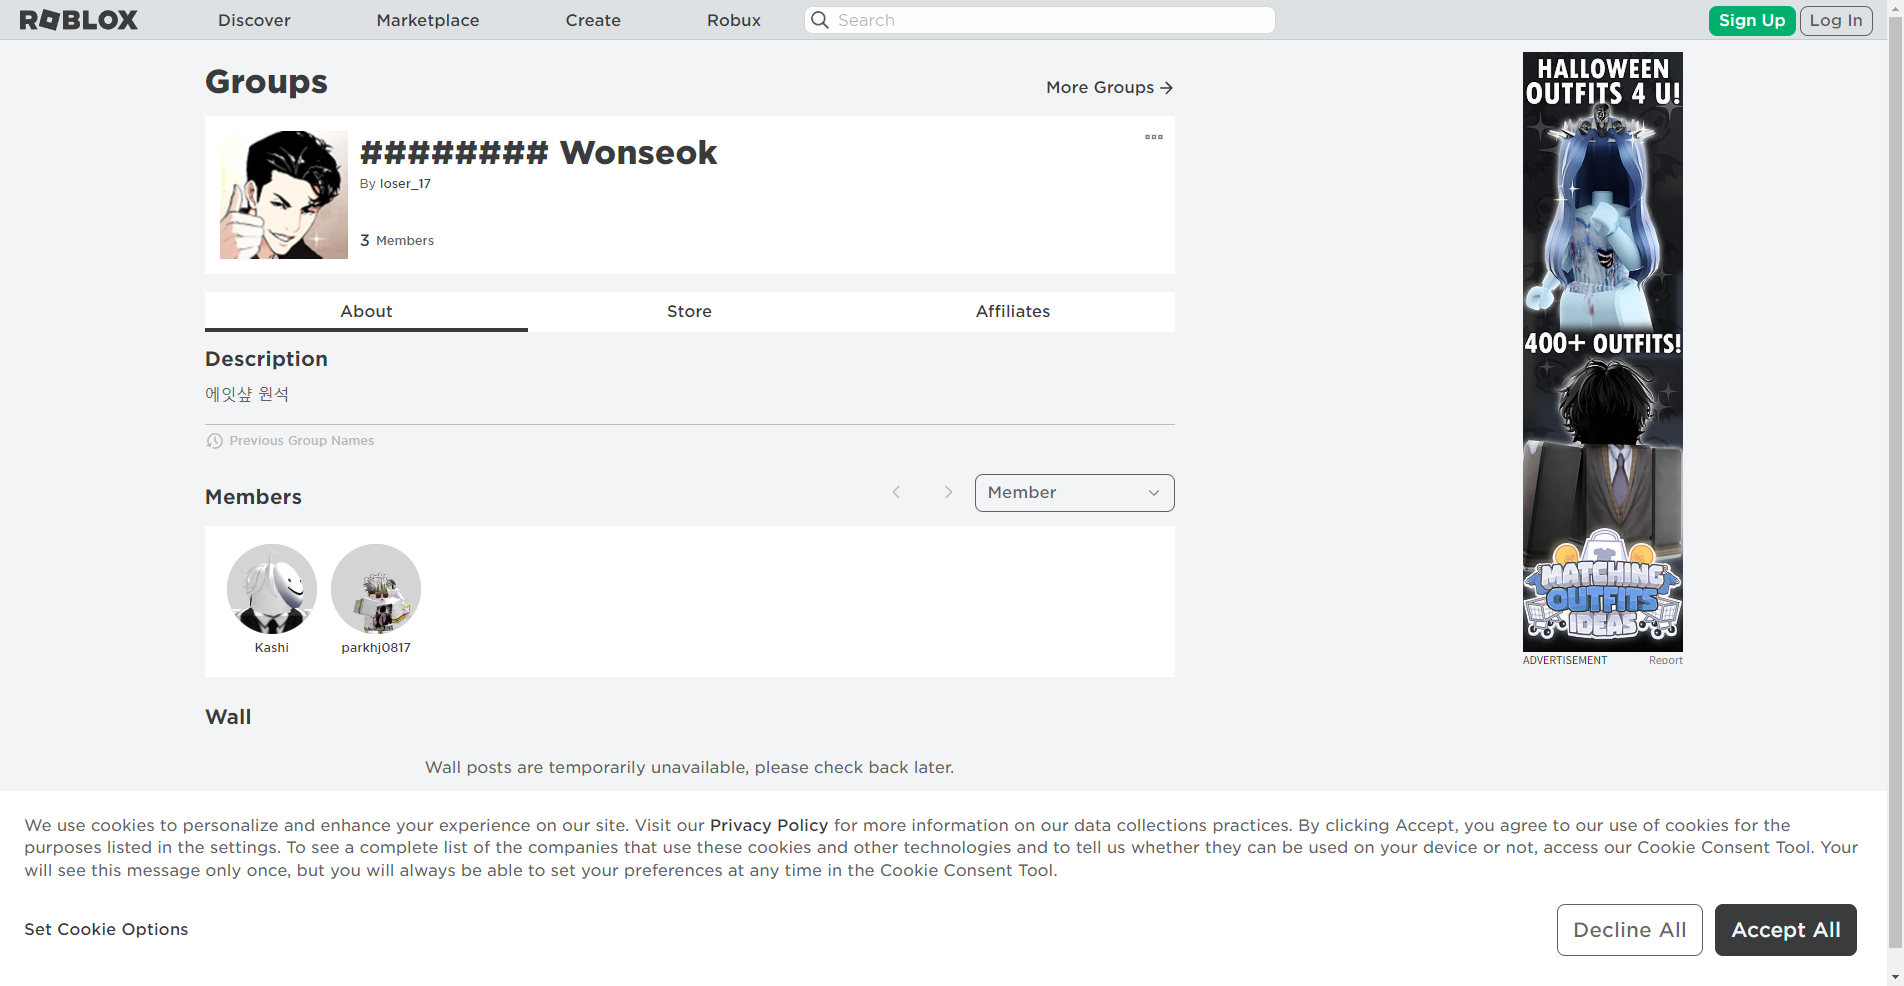 ROBLOX
Discover
Marketplace
Create
Robux
Search
Sign Up
Log In
Groups
More Groups
######## Wonseok
By loser_17
3 Members
About
Store
Affiliates
Description
에잇샾 원석
Previous Group Names
Members
Member
Kashi
parkhj0817
Wall
Wall posts are temporarily unavailable, please check back later.
HALLOWEEN
OUTFITS 4 U!
400+ OUTFITS!
MATCHING
OUTFITS
IDEAS
ADVERTISEMENT
Report
We use cookies to personalize and enhance your experience on our site. Visit our Privacy Policy for more information on our data collections practices. By clicking Accept, you agree to our use of cookies for the
purposes listed in the settings. To see a complete list of the companies that use these cookies and other technologies and to tell us whether they can be used on your device or not, access our Cookie Consent Tool. Your
will see this message only once, but you will always be able to set your preferences at any time in the Cookie Consent Tool.
Set Cookie Options
Decline All
Accept All